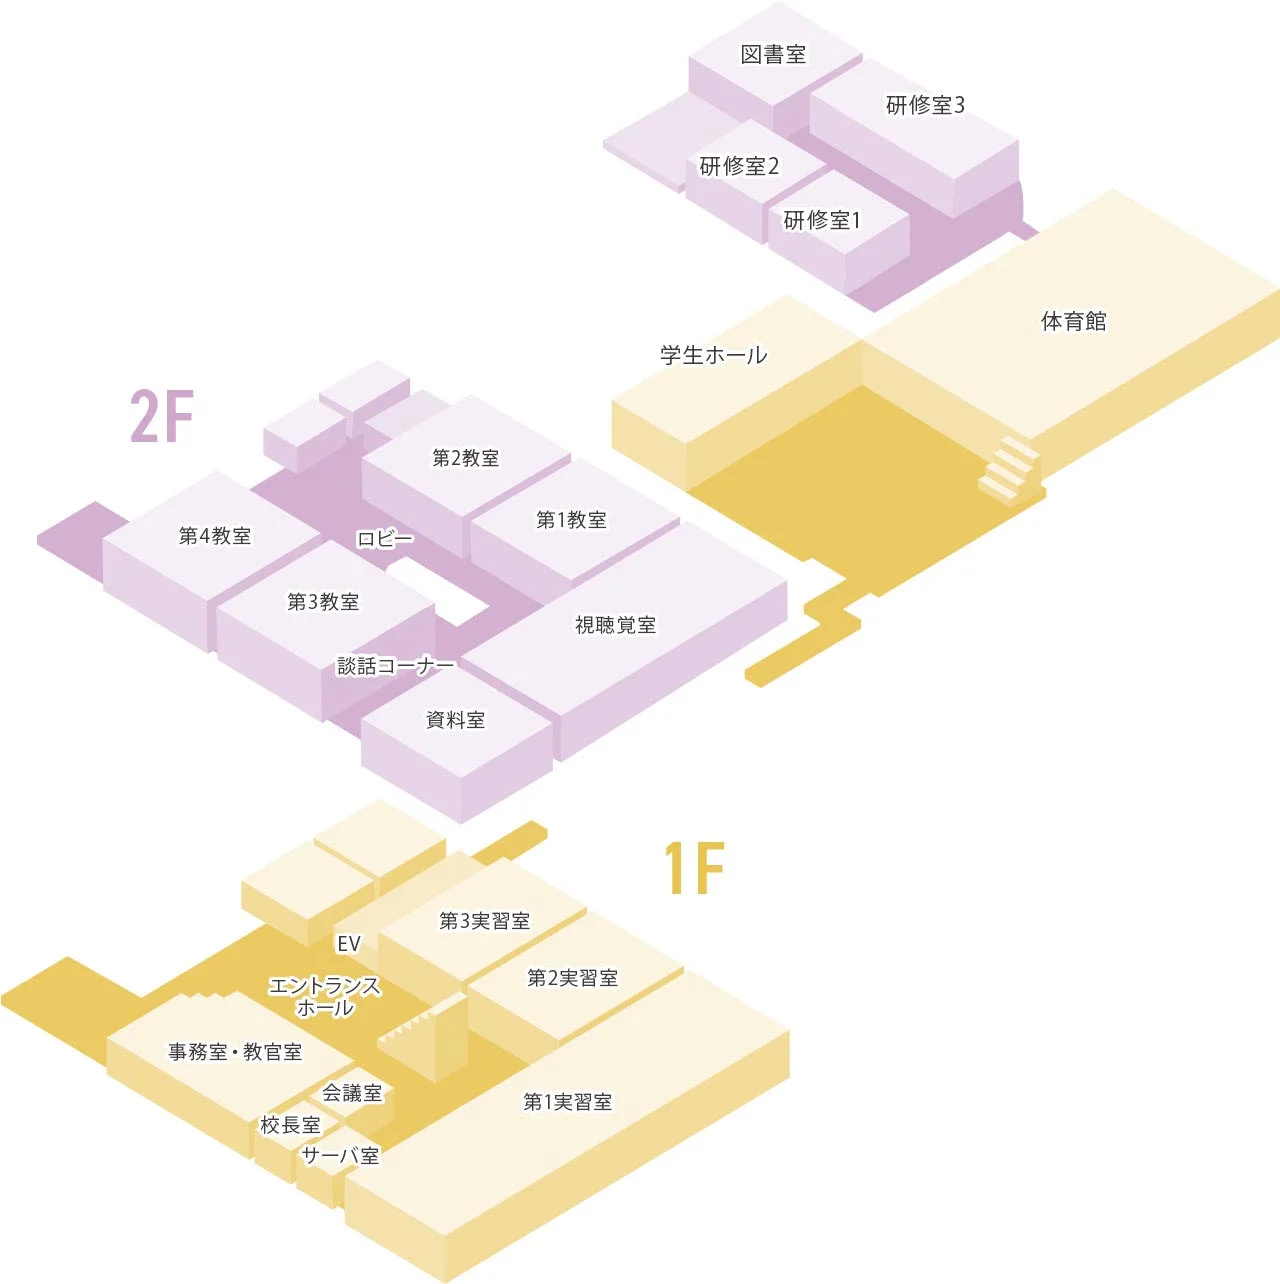 図書室
研修室3
研修室2
研修室1
体育館
学生ホール
2F
第2教室
第1教室
第4教室
ロビー
第3教室
視聴覚室
談話コーナー
資料室
1F
第3実習室
EV
第2実習室
エントランス
ホール
事務室・教官室
会議室
第1実習室
校長室
サーバ室